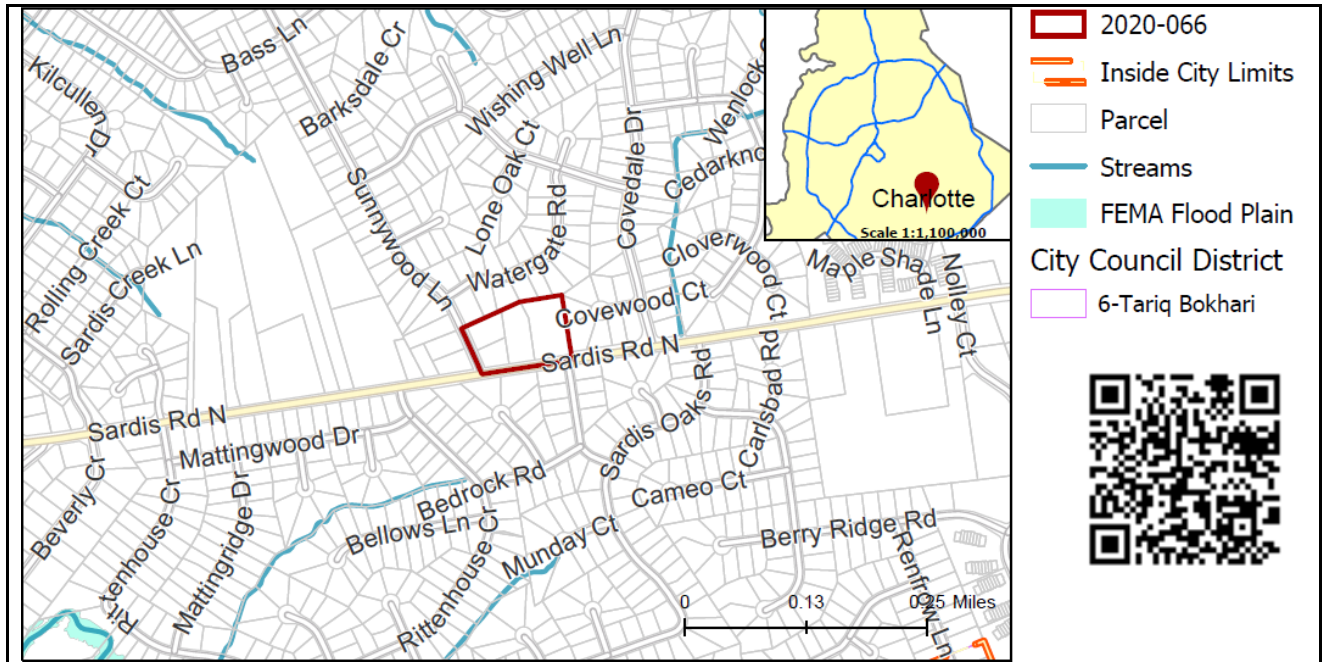 Bass Ln
Kilcullen Dr
Barksdale Cr
Wishing Well Ln
Wenlock C
Cedarkno
Covedale Dr
Lone Oak Ct
Sunnywood Ln
Watergate Rd
Rolling Creek Ct
Sardis Creek Ln
Cloverwood Ct
Maple Shade Ln
Nolley Ct
Covewood Ct
Sardis Rd N
Sardis Rd N
Mattingwood Dr
Sardis Oaks Rd
Carlsbad Rd
Bedrock Rd
Cameo Ct
Beverly Cr
Rittenhouse Cr
Mattingridge Dr
Bellows Ln
Munday Ct
Berry Ridge Rd
Renfrow Ln
Rittenhouse Cr
0 0.13 0.25 Miles
Charlotte
Scale 1:1,100,000
2020-066
Inside City Limits
Parcel
Streams
FEMA Flood Plain
City Council District
6-Tariq Bokhari